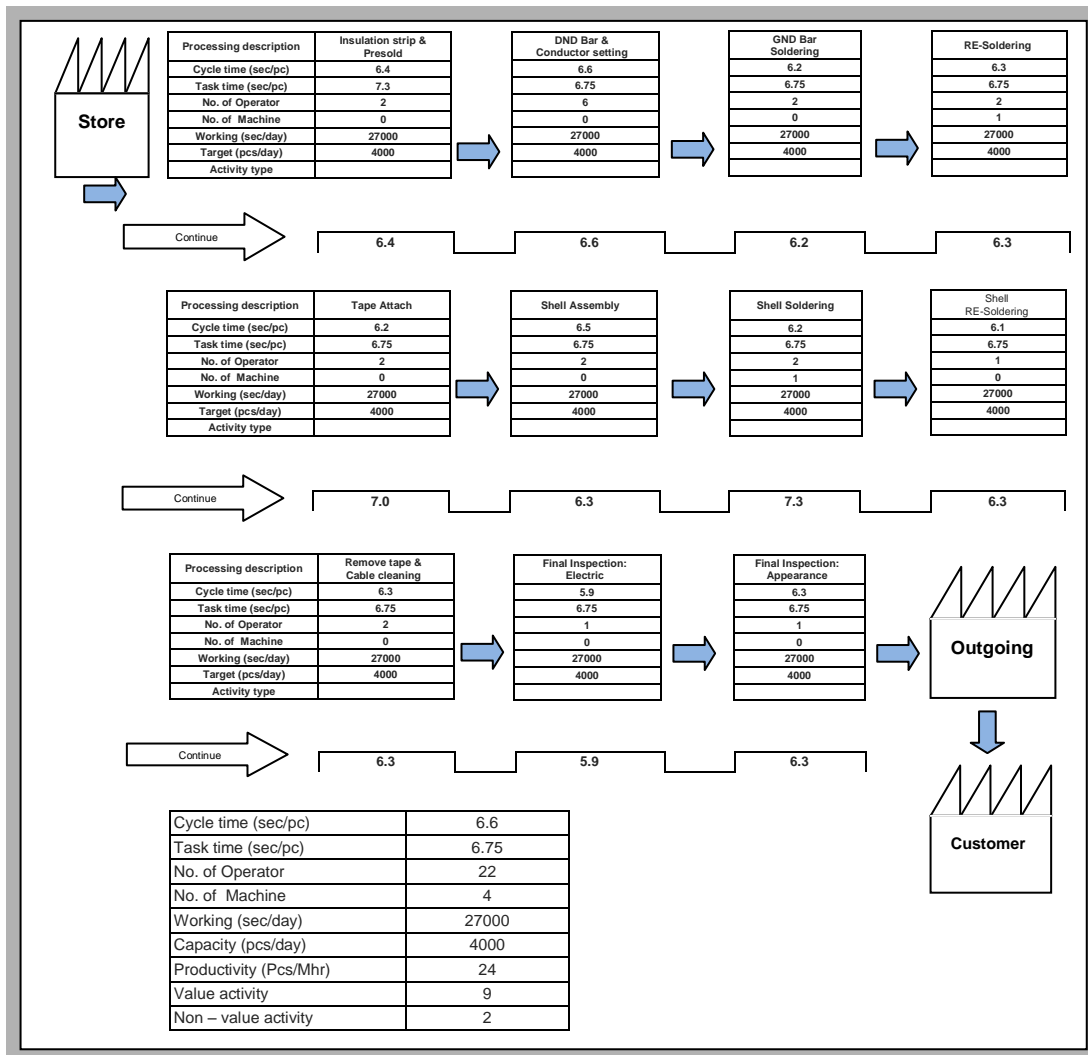 Store
Processing description Insulation strip &
Presold
Cycle time (sec/pc) 6.4
Task time (sec/pc) 7.3
No. of Operator 2
No. of Machine 0
Working (sec/day) 27000
Target (pcs/day) 4000
Activity type
DND Bar &
Conductor setting
6.6
6.75
6
0
27000
4000
GND Bar
Soldering
6.2
6.75
2
0
27000
4000
RE-Soldering
6.3
6.75
2
1
27000
4000
Continue 6.4 6.6 6.2 6.3
Processing description Tape Attach
Cycle time (sec/pc) 6.2
Task time (sec/pc) 6.75
No. of Operator 2
No. of Machine 0
Working (sec/day) 27000
Target (pcs/day) 4000
Activity type
Shell Assembly
6.5
6.75
2
0
27000
4000
Shell Soldering
6.2
6.75
2
1
27000
4000
Shell
RE-Soldering
6.1
6.75
1
0
27000
4000
Continue 7.0 6.3 7.3 6.3
Processing description Remove tape &
Cable cleaning
Cycle time (sec/pc) 6.3
Task time (sec/pc) 6.75
No. of Operator 2
No. of Machine 0
Working (sec/day) 27000
Target (pcs/day) 4000
Activity type
Final Inspection:
Electric
5.9
6.75
1
0
27000
4000
Final Inspection:
Appearance
6.3
6.75
1
0
27000
4000
Outgoing
Continue 6.3 5.9 6.3
Customer
Cycle time (sec/pc) 6.6
Task time (sec/pc) 6.75
No. of Operator 22
No. of Machine 4
Working (sec/day) 27000
Capacity (pcs/day) 4000
Productivity (Pcs/Mhr) 24
Value activity 9
Non – value activity 2